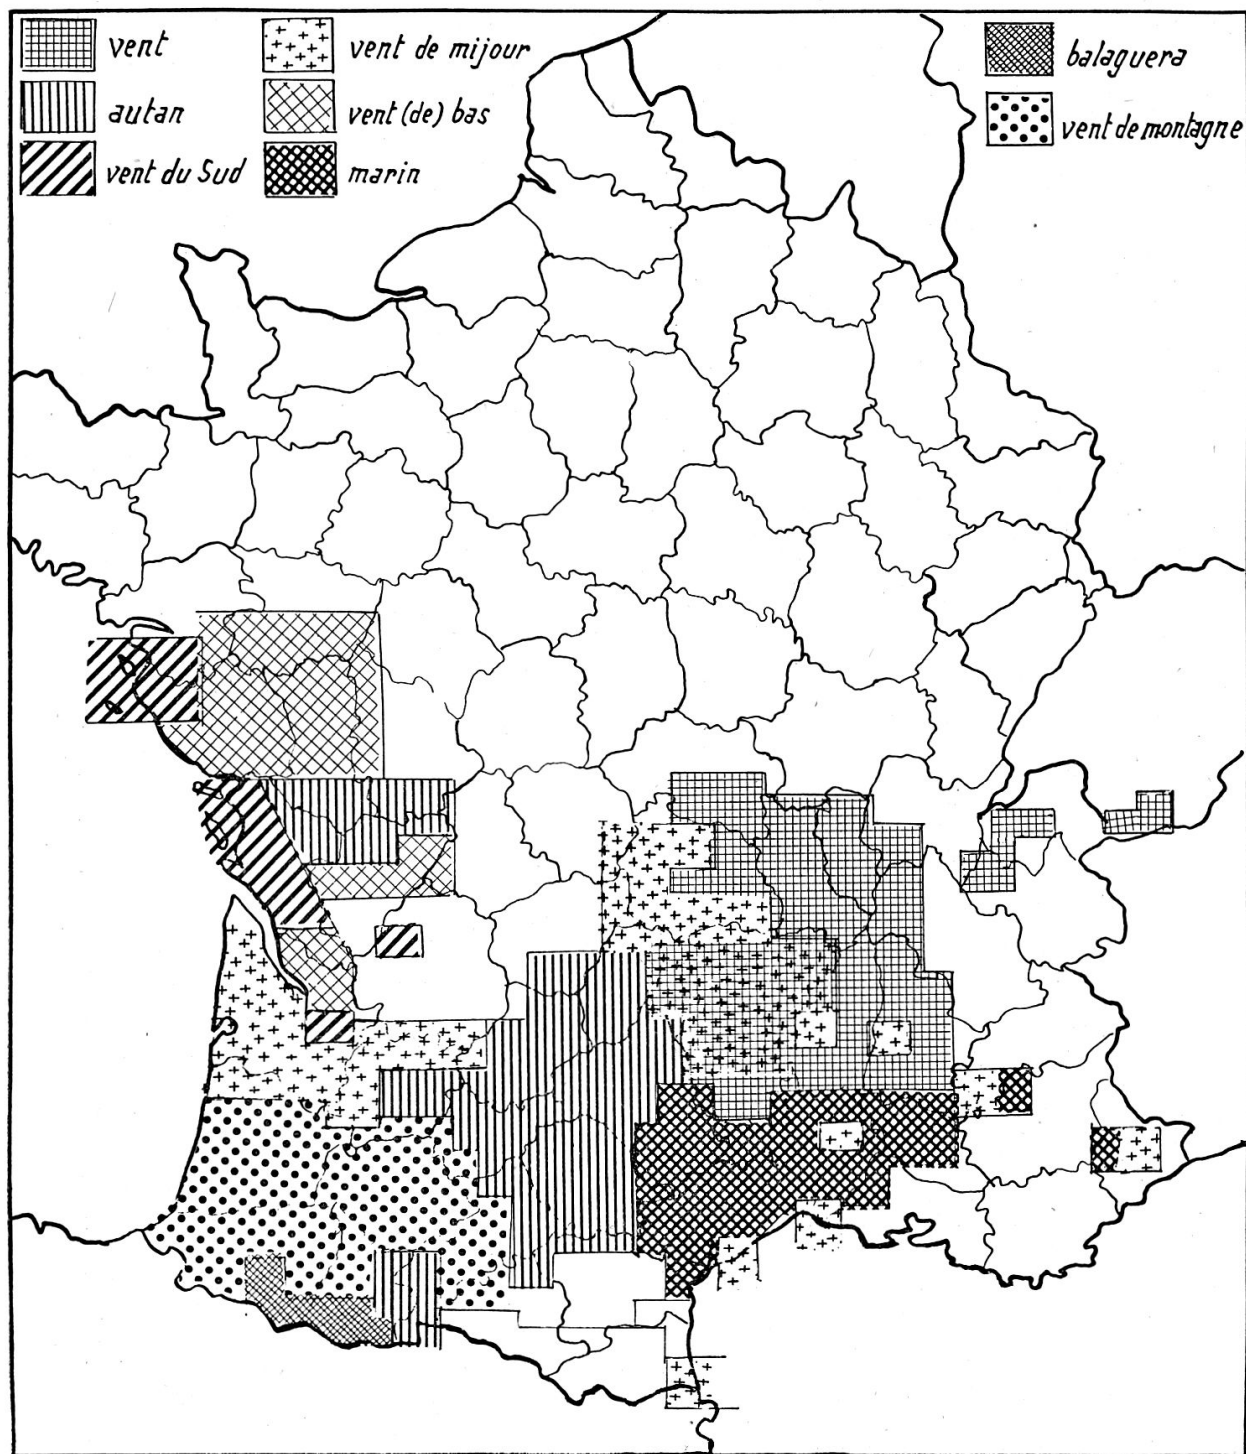 vent
autan
vent du Sud
vent de mijour
vent (de) bas
marin
balaguera
vent de montagne